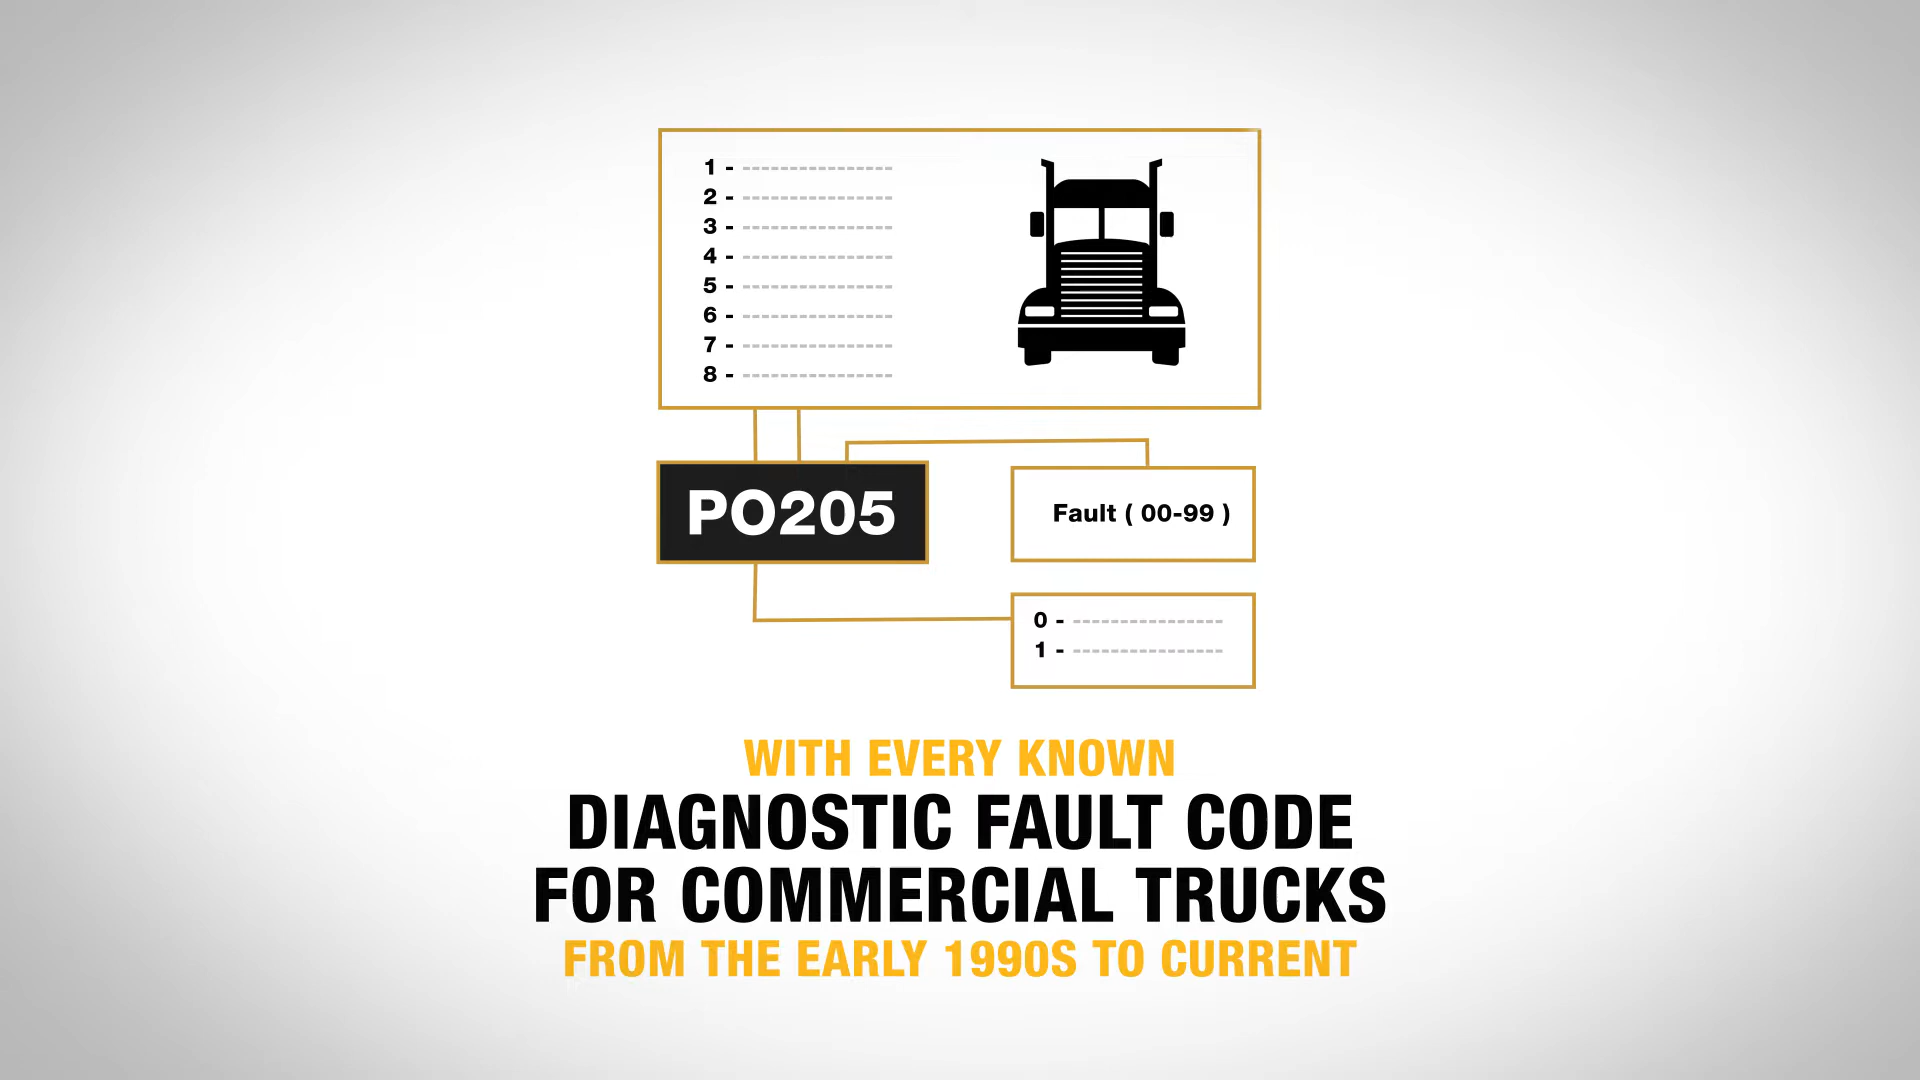 1 - ----------------
2 - ----------------
3 - ----------------
4 - ----------------
5 - ----------------
6 - ----------------
7 - ----------------
8 - ----------------
PO205
Fault ( 00-99 )
0 - ----------------
1 - ----------------
WITH EVERY KNOWN
DIAGNOSTIC FAULT CODE
FOR COMMERCIAL TRUCKS
FROM THE EARLY 1990S TO CURRENT